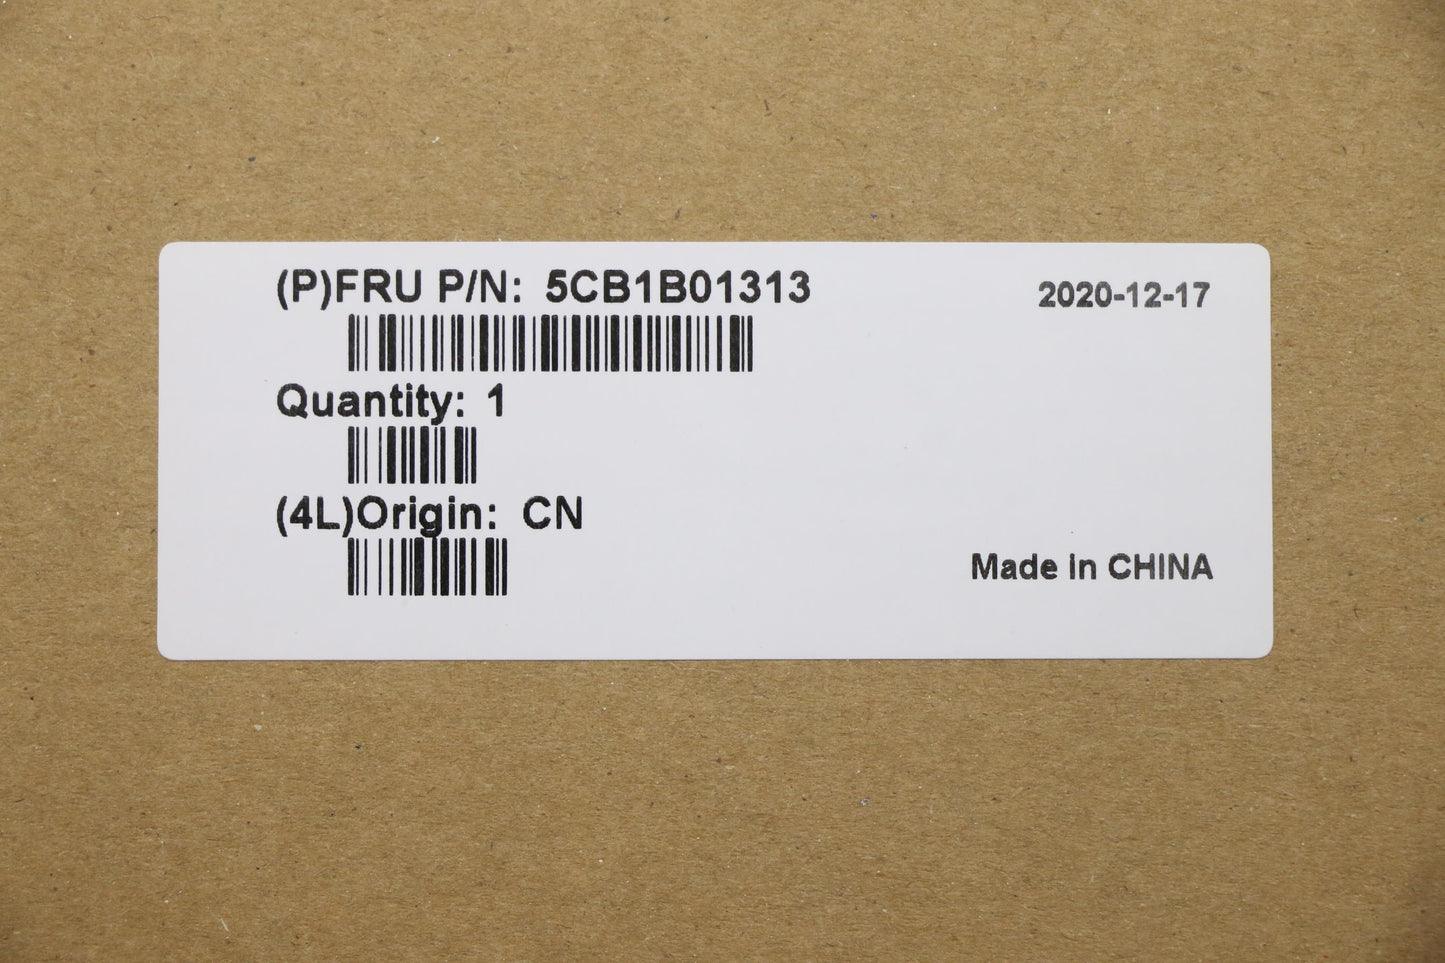 (P)FRU P/N: 5CB1B01313
2020-12-17
Quantity: 1
(4L)Origin: CN
Made in CHINA